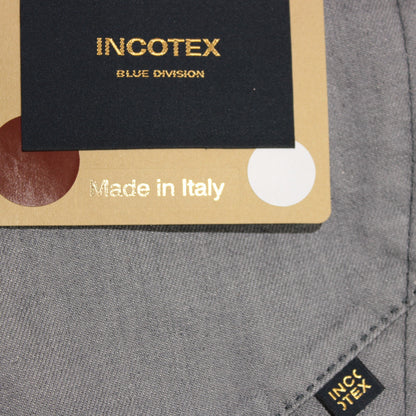 INCOTEX
BLUE DIVISION
Made in Italy
INCO
OTEX